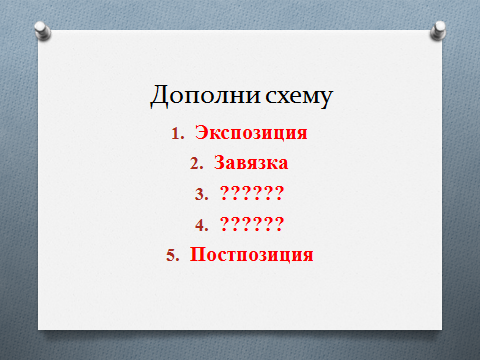 Дополни схему
1. Экспозиция
2. Завязка
3. ??????
4. ??????
5. Постпозиция